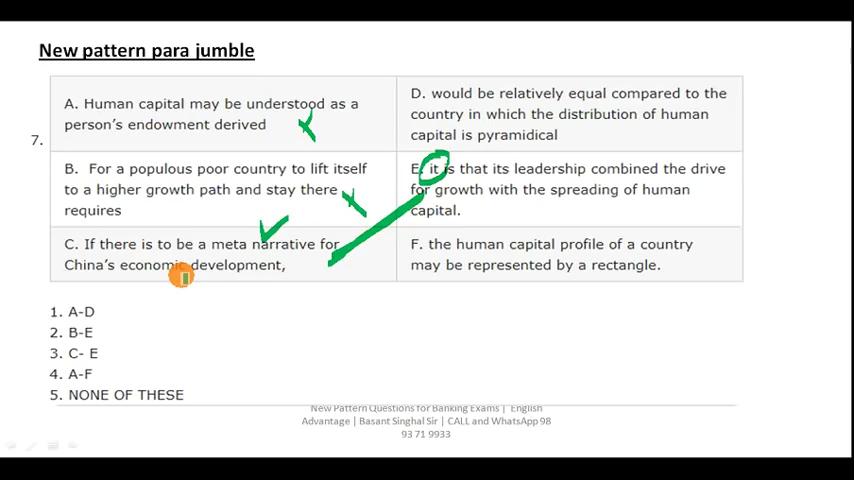 New pattern para jumble
A. Human capital may be understood as a
person's endowment derived
D. would be relatively equal compared to the
country in which the distribution of human
capital is pyramidical
7.
B. For a populous poor country to lift itself
to a higher growth path and stay there
requires
E. it is that its leadership combined the drive
for growth with the spreading of human
capital.
C. If there is to be a meta narrative for
China's economic development,
F. the human capital profile of a country
may be represented by a rectangle.
1. A-D
2. B-E
3. C- E
4. A-F
5. NONE OF THESE
New Pattern Questions for Banking Exams | English
Advantage | Basant Singhal Sir | CALL and WhatsApp 98
93 71 9933